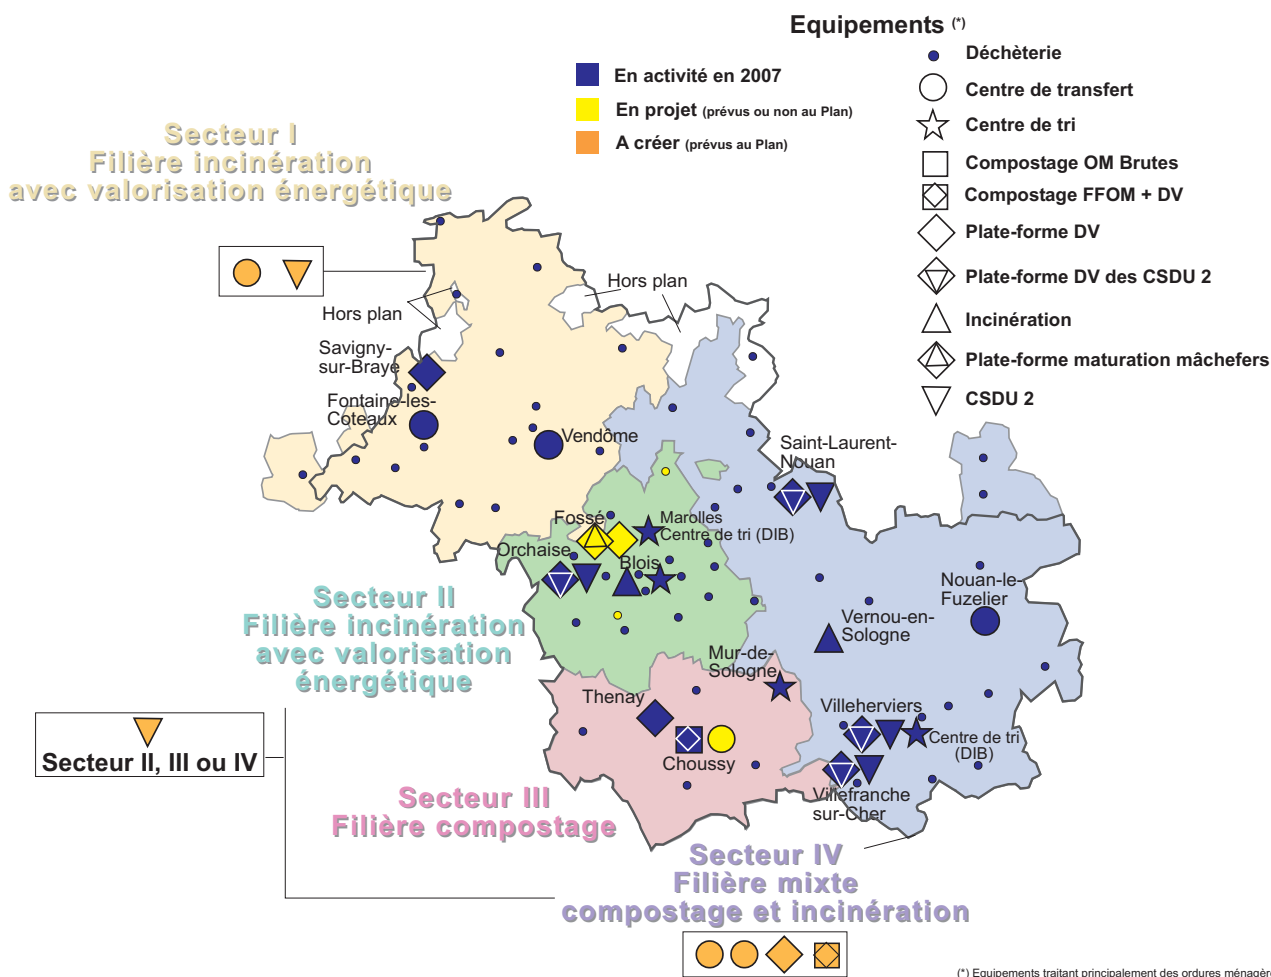 Equipements (*)
En activité en 2007
En projet (prévus ou non au Plan)
A créer (prévus au Plan)
Déchèterie
Centre de transfert
Centre de tri
Compostage OM Brutes
Compostage FFOM + DV
Plate-forme DV
Plate-forme DV des CSDU 2
Incinération
Plate-forme maturation mâchefers
CSDU 2
Secteur I
Filière incinération
avec valorisation énergétique
Hors plan
Hors plan
Savigny-
sur-Braye
Fontaine-les-
Coteaux
Vendôme
Saint-Laurent-
Nouan
Fossé
Marolles
Centre de tri (DIB)
Orchaise
Blois
Nouan-le-
Fuzelier
Vernou-en-
Sologne
Secteur II
Filière incinération
avec valorisation
énergétique
Mur-de-
Sologne
Thenay
Villeherviers
Centre de tri
(DIB)
Choussy
Villefranche
sur-Cher
Secteur II, III ou IV
Secteur III
Filière compostage
Secteur IV
Filière mixte
compostage et incinération
(*) Equipements traitant principalement des ordures ménagèr